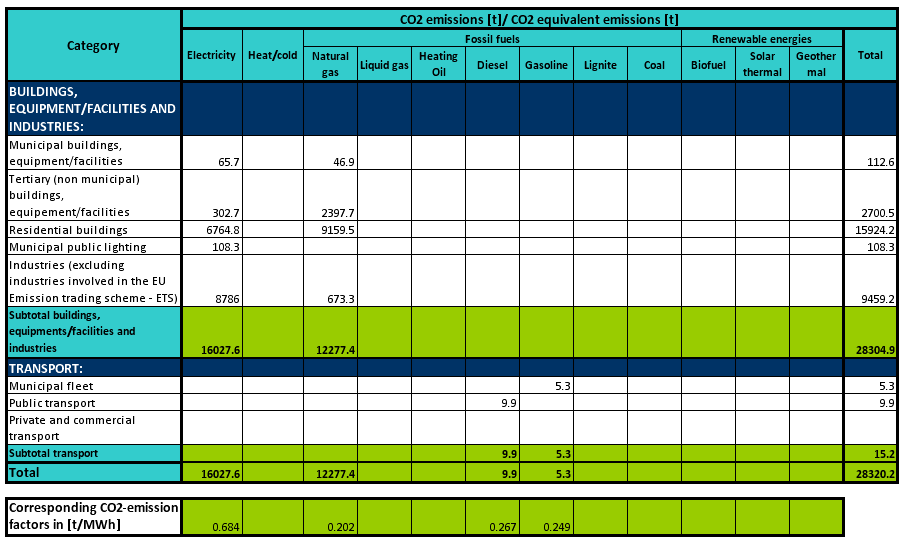 CO2 emissions [t]/ CO2 equivalent emissions [t]
Category
Electricity Heat/cold Fossil fuels Renewable energies Total
Natural gas Liquid gas Heating Oil Diesel Gasoline Lignite Coal Biofuel Solar thermal Geother mal
BUILDINGS,
EQUIPMENT/FACILITIES AND
INDUSTRIES:
Municipal buildings,
equipment/facilities 65.7 46.9 112.6
Tertiary (non municipal)
buildings,
equipement/facilities 302.7 2397.7 2700.5
Residential buildings 6764.8 9159.5 15924.2
Municipal public lighting 108.3 108.3
Industries (excluding
industries involved in the EU
Emission trading scheme - ETS) 8786 673.3 9459.2
Subtotal buildings,
equipments/facilities and
industries 16027.6 12277.4 28304.9
TRANSPORT:
Municipal fleet 5.3 5.3
Public transport 9.9 9.9
Private and commercial
transport
Subtotal transport 9.9 5.3 15.2
Total 16027.6 12277.4 9.9 5.3 28320.2
Corresponding CO2-emission
factors in [t/MWh] 0.684 0.202 0.267 0.249